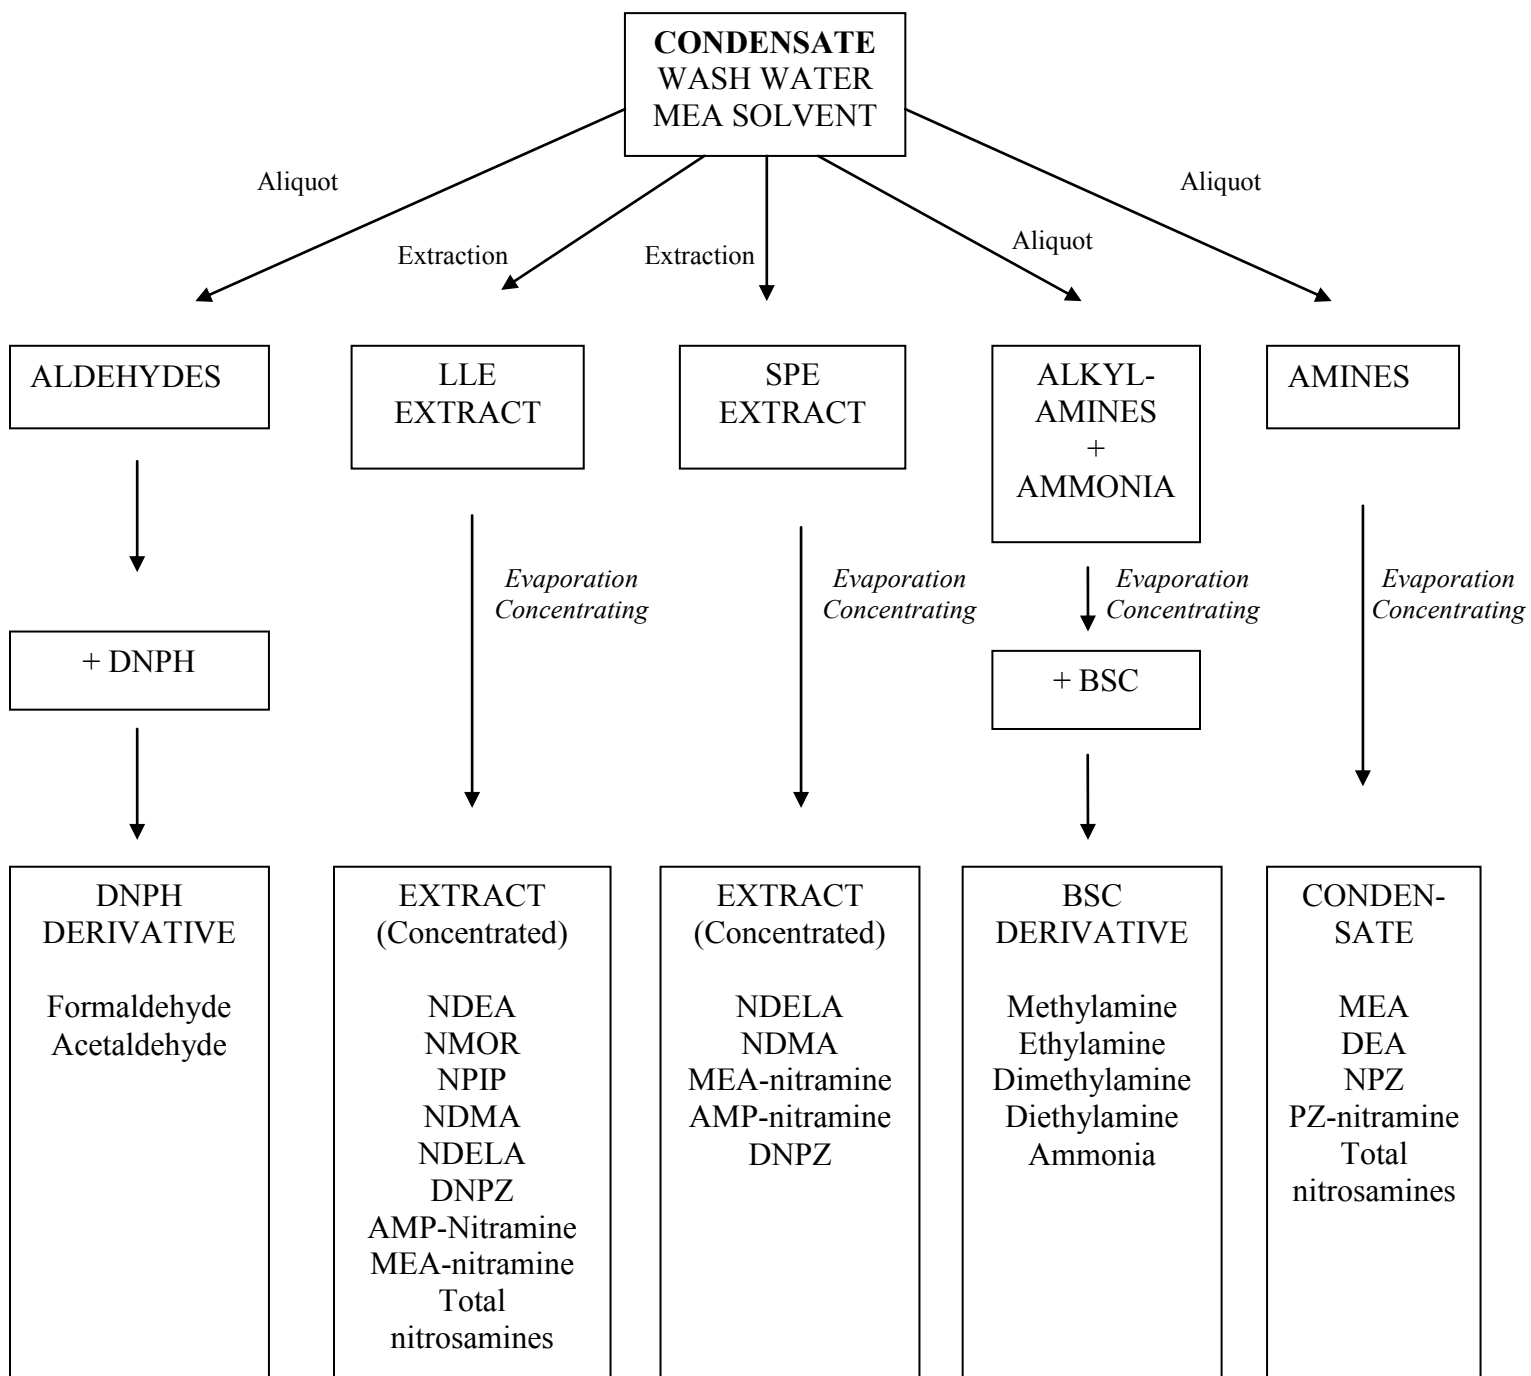 CONDENSATE
WASH WATER
MEA SOLVENT
Aliquot
Extraction
Extraction
Aliquot
Aliquot
ALDEHYDES
LLE
EXTRACT
SPE
EXTRACT
ALKYL-
AMINES
+
AMMONIA
AMINES
Evaporation
Concentrating
Evaporation
Concentrating
Evaporation
Concentrating
Evaporation
Concentrating
+ DNPH
+ BSC
DNPH
DERIVATIVE
Formaldehyde
Acetaldehyde
EXTRACT
(Concentrated)
NDEA
NMOR
NPIP
NDMA
NDELA
DNPZ
AMP-Nitramine
MEA-nitramine
Total
nitrosamines
EXTRACT
(Concentrated)
NDELA
NDMA
MEA-nitramine
AMP-nitramine
DNPZ
BSC
DERIVATIVE
Methylamine
Ethylamine
Dimethylamine
Diethylamine
Ammonia
CONDEN-
SATE
MEA
DEA
NPZ
PZ-nitramine
Total
nitrosamines